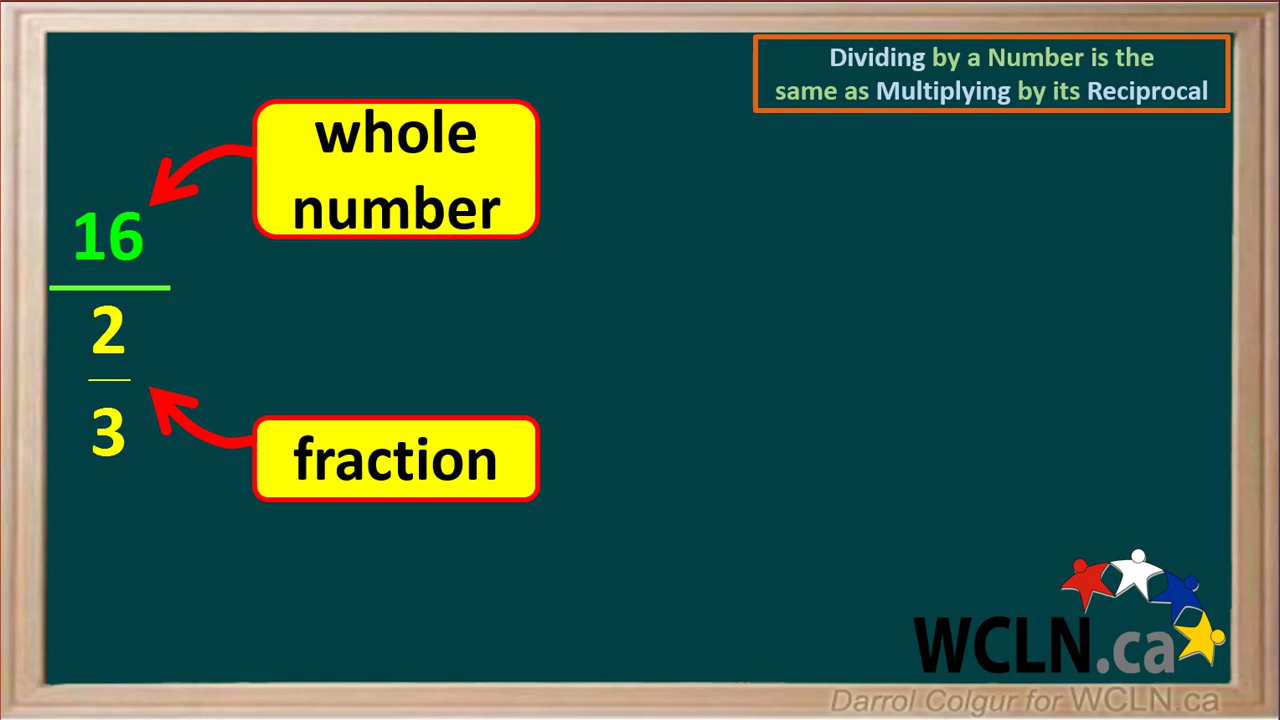 Dividing by a Number is the
same as Multiplying by its Reciprocal
whole
number
16
2
3
fraction
WCLN.ca
Darrol Colgur for WCLN.ca